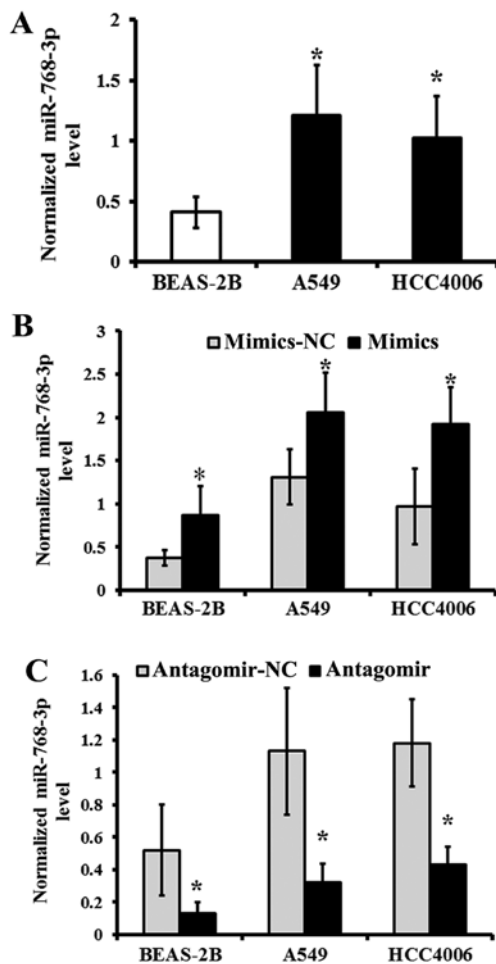 A
Normalized miR-768-3p
level
2
1.5
1
0.5
0
*
*
BEAS-2B A549 HCC4006
B
Normalized miR-768-3p
level
3
2.5
2
1.5
1
0.5
0
Mimics-NC Mimics
*
*
*
BEAS-2B A549 HCC4006
C
Normalized miR-768-3p
level
1.6
1.4
1.2
1
0.8
0.6
0.4
0.2
0
Antagomir-NC Antagomir
*
*
*
BEAS-2B A549 HCC4006